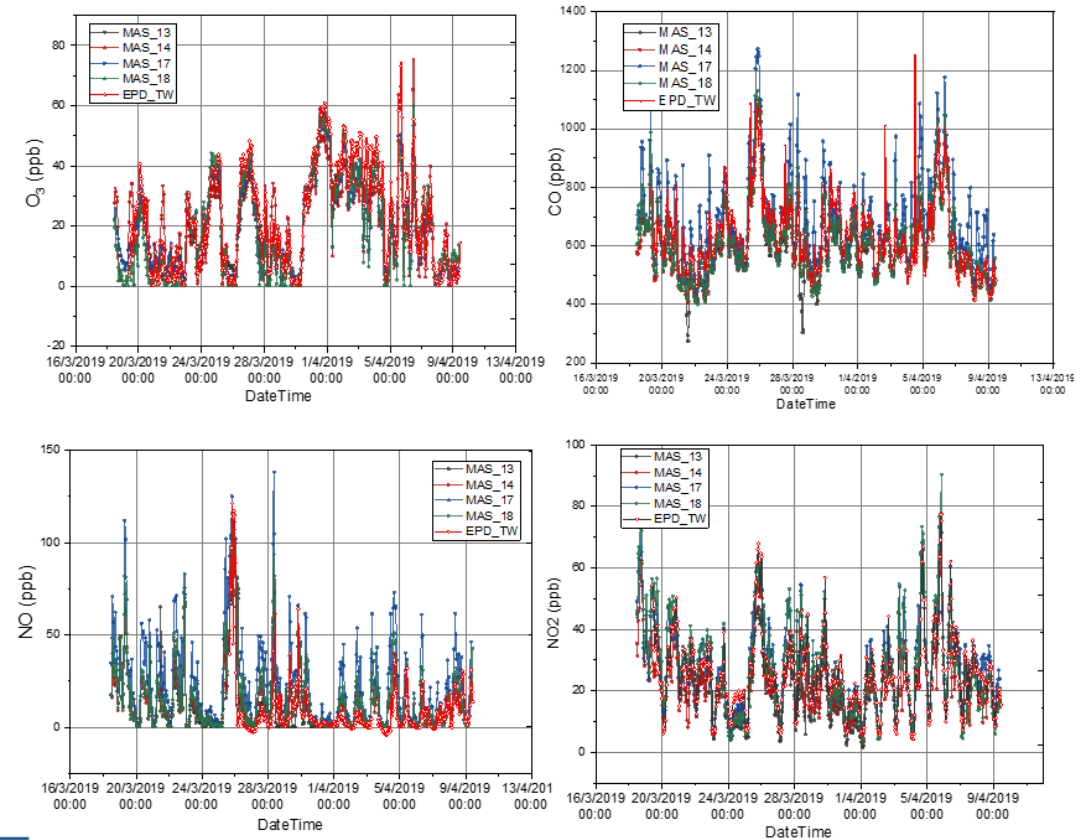 MAS_13
MAS_14
MAS_17
MAS_18
EPD_TW
80
60
40
20
0
-20
O3 (ppb)
16/3/2019 20/3/2019 24/3/2019 28/3/2019 1/4/2019 5/4/2019 9/4/2019 13/4/2019
00:00 00:00 00:00 00:00 00:00 00:00 00:00 00:00
DateTime
MAS_13
MAS_14
MAS_17
MAS_18
EPD_TW
1400
1200
1000
800
600
400
200
CO (ppb)
16/3/2019 20/3/2019 24/3/2019 28/3/2019 1/4/2019 5/4/2019 9/4/2019 13/4/2019
00:00 00:00 00:00 00:00 00:00 00:00 00:00 00:00
DateTime
MAS_13
MAS_14
MAS_17
MAS_18
EPD_TW
150
100
50
0
NO (ppb)
16/3/2019 20/3/2019 24/3/2019 28/3/2019 1/4/2019 5/4/2019 9/4/2019 13/4/201
00:00 00:00 00:00 00:00 00:00 00:00 00:00 00:00
DateTime
MAS_13
MAS_14
MAS_17
MAS_18
EPD_TW
100
80
60
40
20
0
NO2 (ppb)
16/3/2019 20/3/2019 24/3/2019 28/3/2019 1/4/2019 5/4/2019 9/4/2019
00:00 00:00 00:00 00:00 00:00 00:00 00:00
DateTime